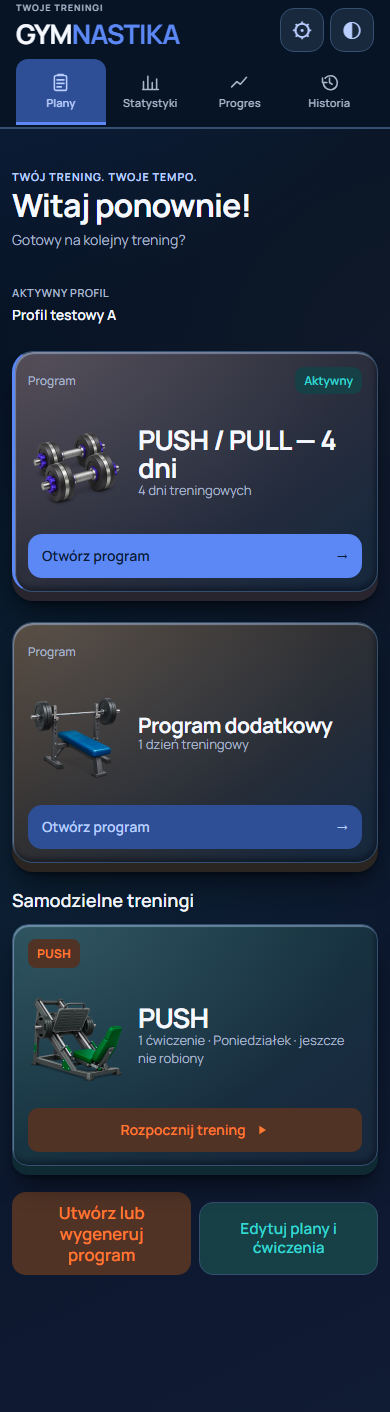 TWOJE TRENINGI
GYMNASTIKA
Plany
Statystyki
Progres
Historia
TWÓJ TRENING. TWOJE TEMPO.
Witaj ponownie!
Gotowy na kolejny trening?
AKTYWNY PROFIL
Profil testowy A
Program
Aktywny
PUSH / PULL — 4
dni
4 dni treningowych
Otwórz program →
Program
Program dodatkowy
1 dzień treningowy
Otwórz program →
Samodzielne treningi
PUSH
PUSH
1 ćwiczenie · Poniedziałek · jeszcze
nie robiony
Rozpocznij trening
Utwórz lub
wygeneruj
program
Edytuj plany i
ćwiczenia